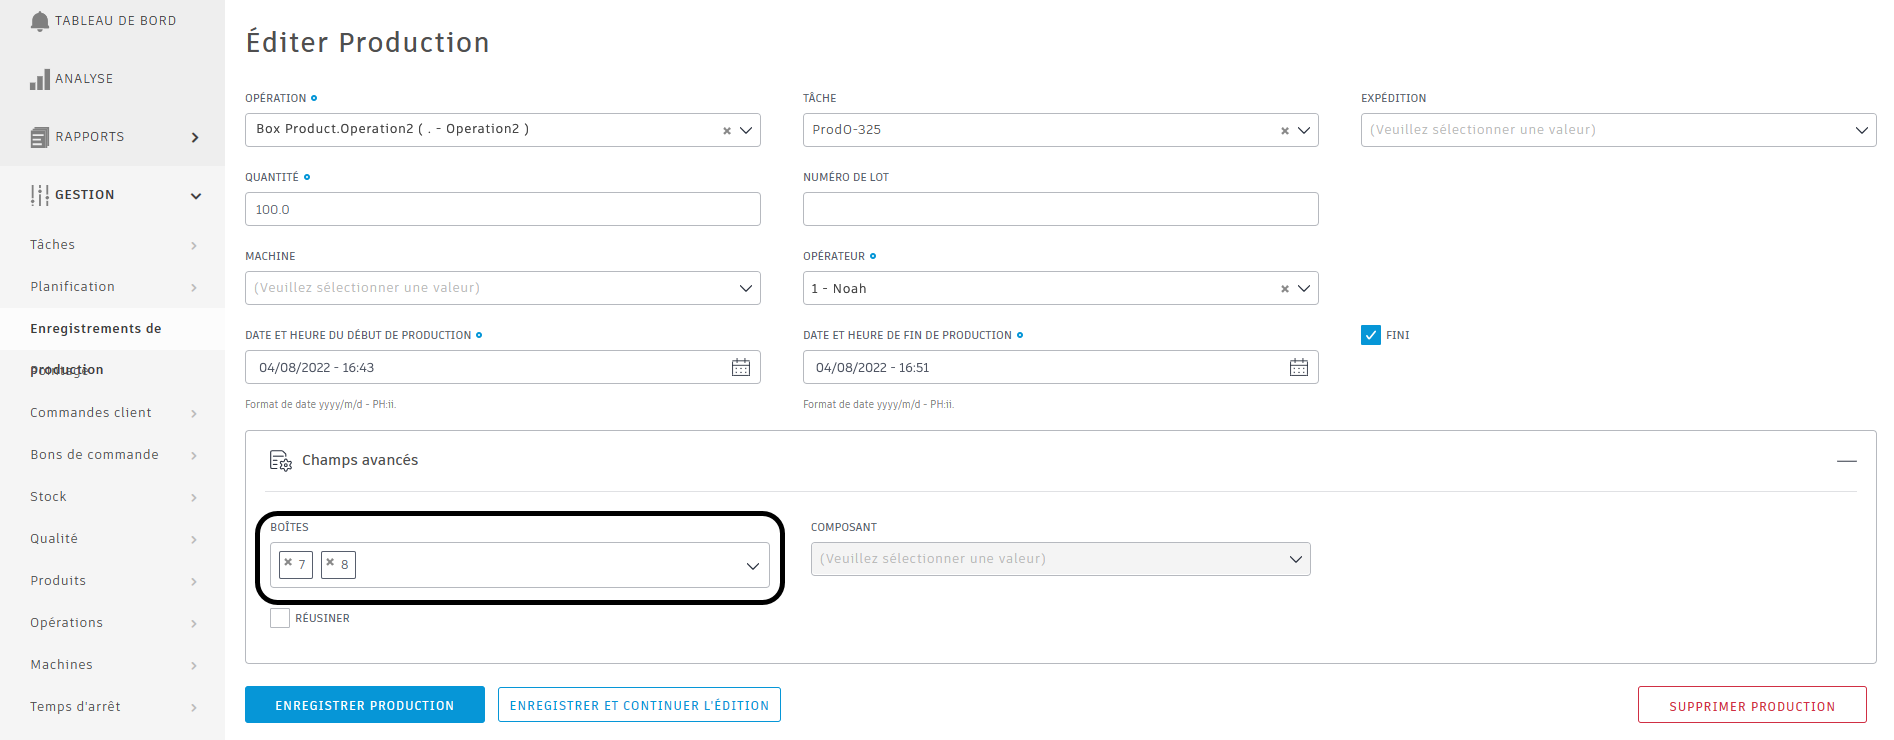 TABLEAU DE BORD
ANALYSE
RAPPORTS
GESTION
Tâches
Planification
Enregistrements de
production
Pointage
Commandes client
Bons de commande
Stock
Qualité
Produits
Opérations
Machines
Temps d'arrêt
Éditer Production
OPÉRATION
Box Product.Operation2 ( . - Operation2 )
TÂCHE
ProdO-325
EXPÉDITION
(Veuillez sélectionner une valeur)
QUANTITÉ
100.0
NUMÉRO DE LOT
MACHINE
(Veuillez sélectionner une valeur)
OPÉRATEUR
1 - Noah
DATE ET HEURE DU DÉBUT DE PRODUCTION
04/08/2022 - 16:43
Format de date yyyy/m/d - PH:ii.
DATE ET HEURE DE FIN DE PRODUCTION
04/08/2022 - 16:51
Format de date yyyy/m/d - PH:ii.
FINI
Champs avancés
BOÎTES
7 8
COMPOSANT
(Veuillez sélectionner une valeur)
RÉUSINER
ENREGISTRER PRODUCTION
ENREGISTRER ET CONTINUER L'ÉDITION
SUPPRIMER PRODUCTION